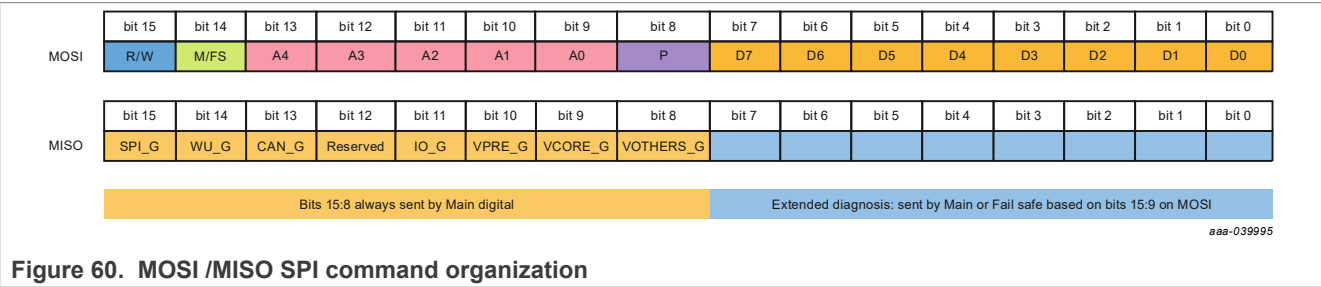 bit 15 bit 14 bit 13 bit 12 bit 11 bit 10 bit 9 bit 8 bit 7 bit 6 bit 5 bit 4 bit 3 bit 2 bit 1 bit 0
MOSI R/W M/FS A4 A3 A2 A1 A0 P D7 D6 D5 D4 D3 D2 D1 D0
bit 15 bit 14 bit 13 bit 12 bit 11 bit 10 bit 9 bit 8 bit 7 bit 6 bit 5 bit 4 bit 3 bit 2 bit 1 bit 0
MISO SPI_G WU_G CAN_G Reserved IO_G VPRE_G VCORE_G VOTHERS_G
Bits 15:8 always sent by Main digital Extended diagnosis: sent by Main or Fail safe based on bits 15:9 on MOSI
aaa-039995
Figure 60. MOSI /MISO SPI command organization